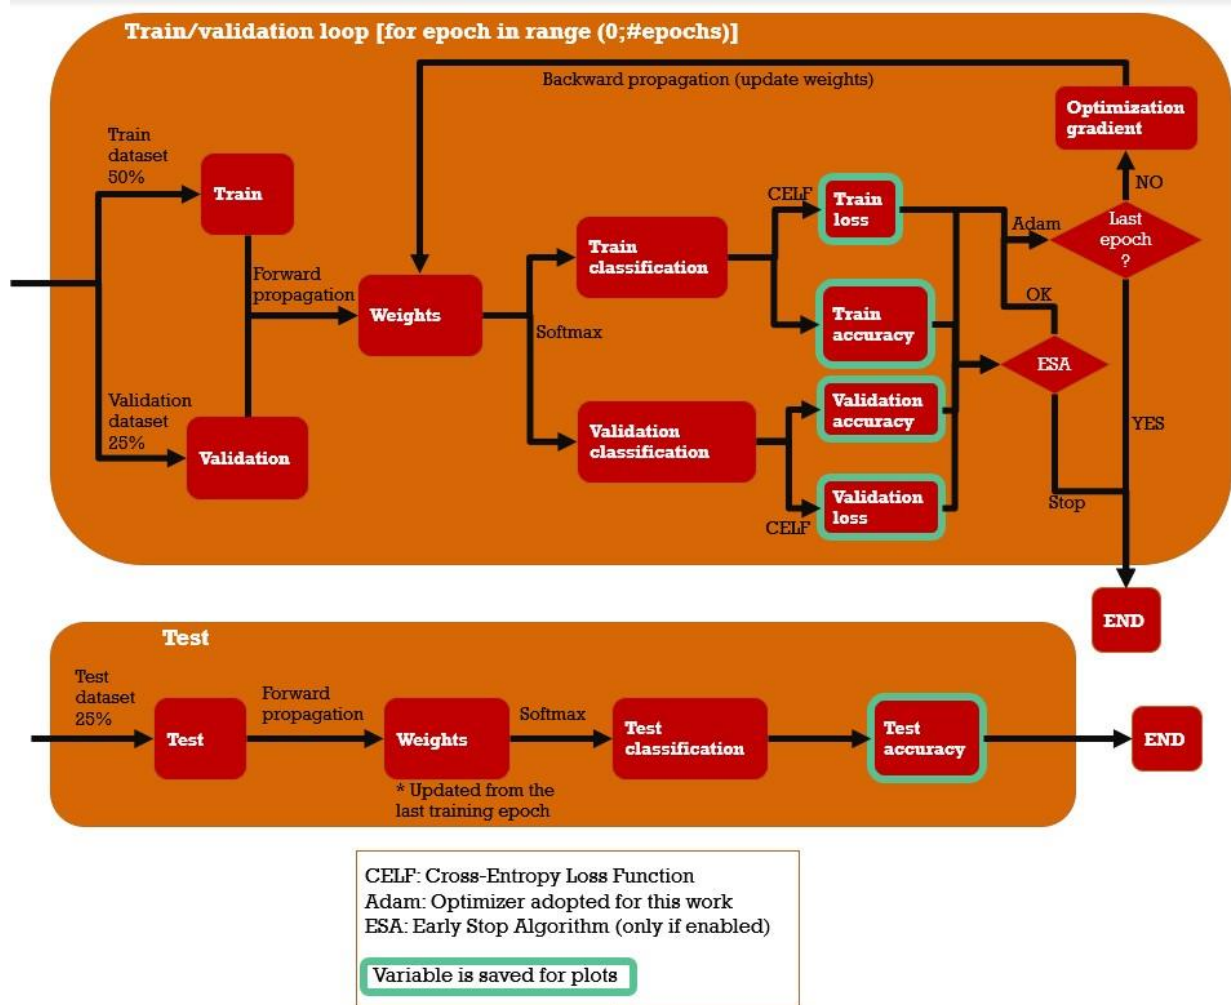 Train/validation loop [for epoch in range (0;#epochs)]
Backward propagation (update weights)
Optimization
gradient
Train
dataset
50%
Train
NO
CELF
Train
loss
Adam
Last
epoch
?
Train
classification
Forward
propagation
Weights
Softmax
OK
Train
accuracy
ESA
Validation
dataset
25%
Validation
Validation
classification
Validation
accuracy
YES
Validation
loss
CELF
Stop
END
Test
Test
dataset
25%
Test
Forward
propagation
Weights
* Updated from the
last training epoch
Softmax
Test
classification
Test
accuracy
END
CELF: Cross-Entropy Loss Function
Adam: Optimizer adopted for this work
ESA: Early Stop Algorithm (only if enabled)
Variable is saved for plots